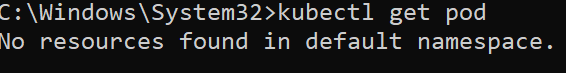 C:\Windows\System32>kubectl get pod
No resources found in default namespace.